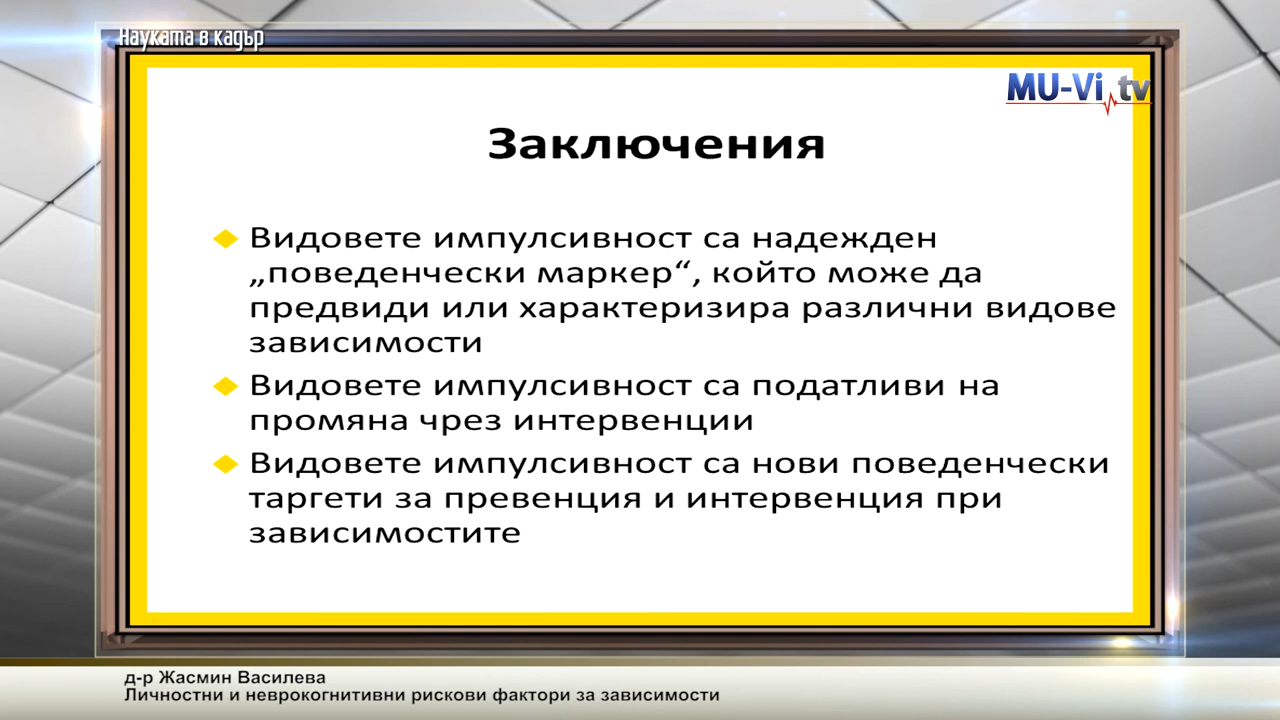 Науката в кадър
MU-Vi.tv
Заключения
Видовете импулсивност са надежден
„поведенчески маркер“, който може да
предвиди или характеризира различни видове
зависимости
Видовете импулсивност са податливи на
промяна чрез интервенции
Видовете импулсивност са нови поведенчески
таргети за превенция и интервенция при
зависимостите
д-р Жасмин Василева
Личностни и неврокогнитивни рискови фактори за зависимости